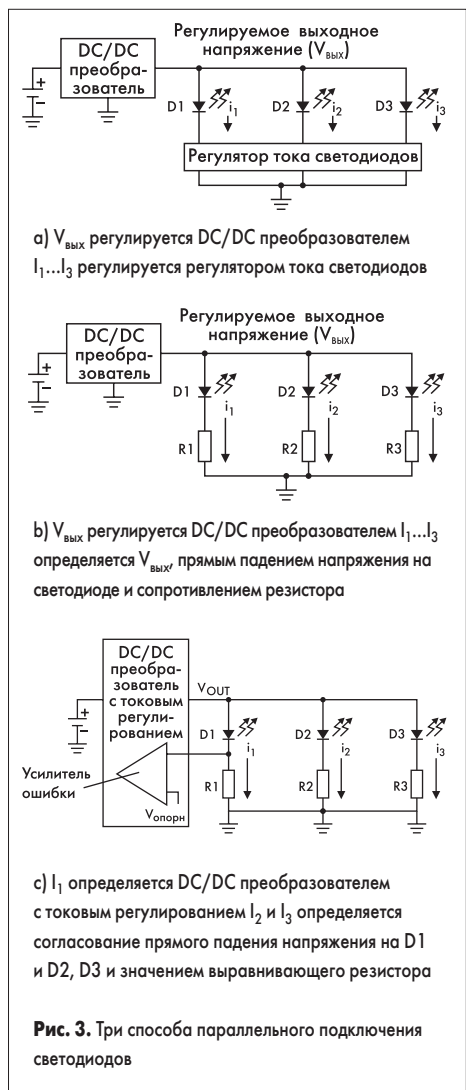 DC/DC
преобра-
зователь
Регулируемое выходное
напряжение (Vвых)
+
–
D1
i1
D2
i2
D3
i3
Регулятор тока светодиодов
a) Vвых регулируется DC/DC преобразователем
I1...I3 регулируется регулятором тока светодиодов
Регулируемое выходное
напряжение (Vвых)
DC/DC
преобра-
зователь
+
–
D1
i1
D2
i2
D3
i3
R1
R2
R3
b) Vвых регулируется DC/DC преобразователем I1...I3
определяется Vвых, прямым падением напряжения на
светодиоде и сопротивлением резистора
DC/DC
преобра-
зователь
с токовым
регули-
рованием
VOUT
+
–
D1
i1
D2
i2
D3
i3
R1
R2
R3
Усилитель
ошибки
Vопорн
c) I1 определяется DC/DC преобразователем
с токовым регулированием I2 и I3 определяется
согласование прямого падения напряжения на D1
и D2, D3 и значением выравнивающего резистора
Рис. 3. Три способа параллельного подключения
светодиодов